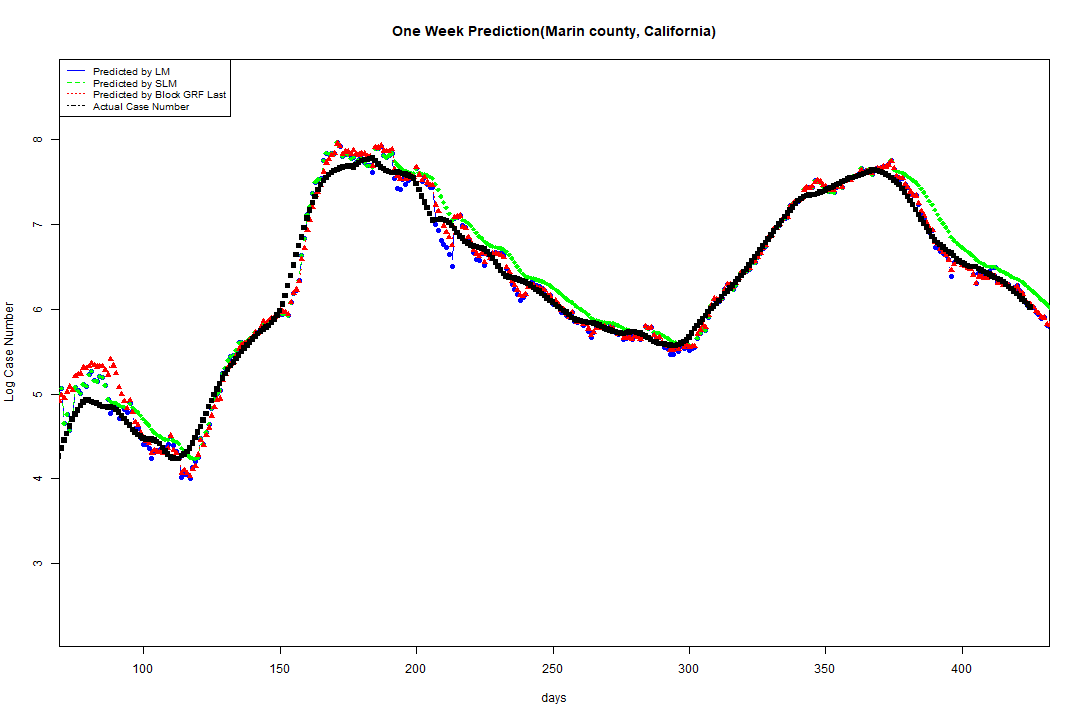 One Week Prediction(Marin county, California)
Predicted by LM
Predicted by SLM
Predicted by Block GRF Last
Actual Case Number
8
7
6
5
4
3
Log Case Number
100 150 200 250 300 350 400
days